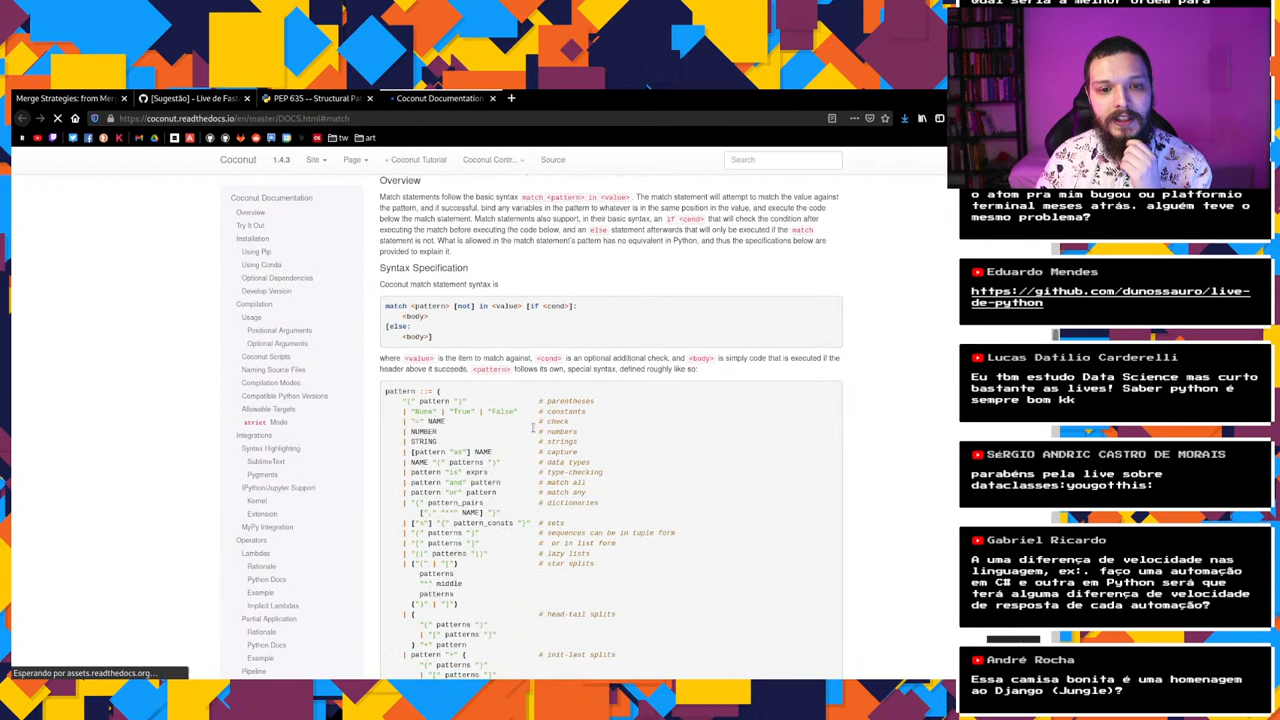 Merge Strategies: from Mer
[Sugestão] - Live de Fas
PEP 635 -- Structural Pa
Coconut Documentation
https://coconut.readthedocs.io/en/master/DOCS.html#match
tw
art
Coconut 1.4.3 Site Page « Coconut Tutorial Coconut Contr... » Source
Search
Coconut Documentation
Overview
Try It Out
Installation
Using Pip
Using Conda
Optional Dependencies
Develop Version
Compilation
Usage
Positional Arguments
Optional Arguments
Coconut Scripts
Naming Source Files
Compilation Modes
Compatible Python Versions
Allowable Targets
strict Mode
Integrations
Syntax Highlighting
SublimeText
Pygments
IPython/Jupyter Support
Kernel
Extension
MyPy Integration
Operators
Lambdas
Rationale
Python Docs
Example
Implicit Lambdas
Partial Application
Rationale
Python Docs
Example
Pipeline
Overview
Match statements follow the basic syntax match <pattern> in <value>. The match statement will attempt to match the value against
the pattern, and if successful, bind any variables in the pattern to whatever is in the same position in the value, and execute the code
below the match statement. Match statements also support, in their basic syntax, an if <cond> that will check the condition after
executing the match before executing the code below, and an else statement afterwards that will only be executed if the match
statement is not. What is allowed in the match statement's pattern has no equivalent in Python, and thus the specifications below are
provided to explain it.
Syntax Specification
Coconut match statement syntax is
match <pattern> [not] in <value> [if <cond>]:
<body>
[else:
<body>]
where <value> is the item to match against, <cond> is an optional additional check, and <body> is simply code that is executed if the
header above it succeeds. <pattern> follows its own, special syntax, defined roughly like so:
pattern ::= (
"(" pattern ")" # parentheses
| "None" | "True" | "False" # constants
| "=" NAME # check
| NUMBER # numbers
| STRING # strings
| [pattern "as"] NAME # capture
| NAME "(" patterns ")" # data types
| pattern "is" exprs # type-checking
| pattern "and" pattern # match all
| pattern "or" pattern # match any
| "{" pattern_pairs # dictionaries
["," "**" NAME] "}"
| ["s"] "{" pattern_consts "}" # sets
| "(" patterns ")" # sequences can be in tuple form
| "[" patterns "]" # or in list form
| "(|" patterns "|)" # lazy lists
| ("(" | "[") # star splits
patterns
"*" middle
patterns
(")" | "]")
| ( # head-tail splits
"(" patterns ")"
| "[" patterns "]"
) "+" pattern
| pattern "+" ( # init-last splits
"(" patterns ")"
| "[" patterns "]"
Esperando por assets.readthedocs.org...
Qual seria a melhor ordem para
o atom pra mim bugou ou platformio
terminal meses atrás. alguém teve o
mesmo problema?
Eduardo Mendes
https://github.com/dunossauro/live-
de-python
Lucas Datilio Carderelli
Eu tbm estudo Data Science mas curto
bastante as lives! Saber python é
sempre bom kk
SéRGIO ANDRIC CASTRO DE MORAIS
parabéns pela live sobre
dataclasses:yougotthis:
Gabriel Ricardo
A uma diferença de velocidade nas
linguagem, ex:. faço uma automação
em C# e outra em Python será que
terá alguma diferença de velocidade
de resposta de cada automação?
André Rocha
Essa camisa bonita é uma homenagem
ao Django (Jungle)?